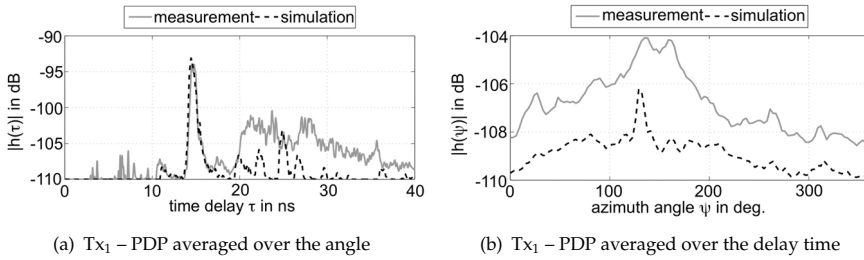 measurement simulation
-90
-95
-100
-105
-110
|h(τ)| in dB
0 10 20 30 40
time delay τ in ns
(a) Tx₁ – PDP averaged over the angle
measurement simulation
-104
-106
-108
-110
|h(ψ)| in dB
0 100 200 300
azimuth angle ψ in deg.
(b) Tx₁ – PDP averaged over the delay time